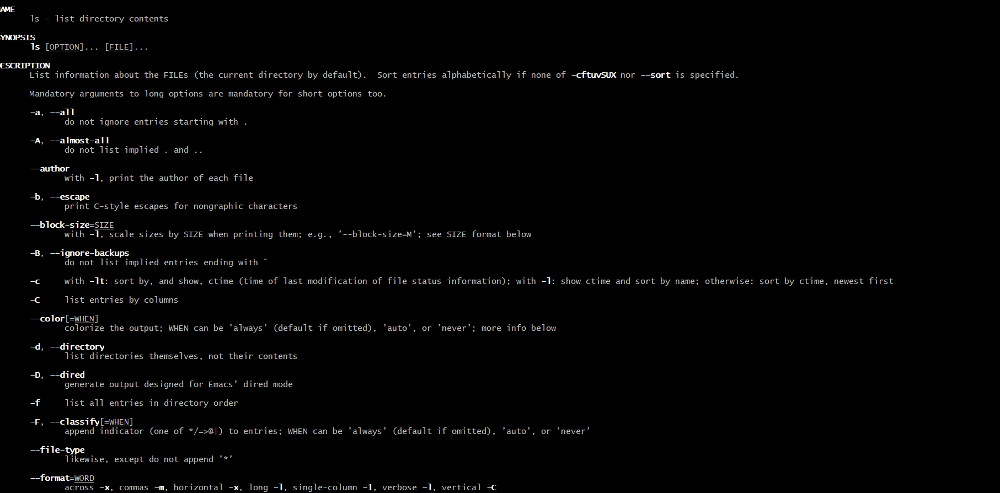 AME
ls - list directory contents
YNOPSIS
ls [OPTION]... [FILE]...
ESCRIPTION
List information about the FILEs (the current directory by default).  Sort entries alphabetically if none of -cftuvSUX nor --sort is specified.
Mandatory arguments to long options are mandatory for short options too.
-a, --all
do not ignore entries starting with .
-A, --almost-all
do not list implied . and ..
--author
with -l, print the author of each file
-b, --escape
print C-style escapes for nongraphic characters
--block-size=SIZE
with -l, scale sizes by SIZE when printing them; e.g., ’--block-size=M’; see SIZE format below
-B, --ignore-backups
do not list implied entries ending with ~
-c     with -lt: sort by, and show, ctime (time of last modification of file status information); with -l: show ctime and sort by name; otherwise: sort by ctime, newest first
-C     list entries by columns
--color[=WHEN]
colorize the output; WHEN can be ’always’ (default if omitted), ’auto’, or ’never’; more info below
-d, --directory
list directories themselves, not their contents
-D, --dired
generate output designed for Emacs’ dired mode
-f     list all entries in directory order
-F, --classify[=WHEN]
append indicator (one of */=>@|) to entries; WHEN can be ’always’ (default if omitted), ’auto’, or ’never’
--file-type
likewise, except do not append ’*’
--format=WORD
across -x, commas -m, horizontal -x, long -l, single-column -1, verbose -l, vertical -C